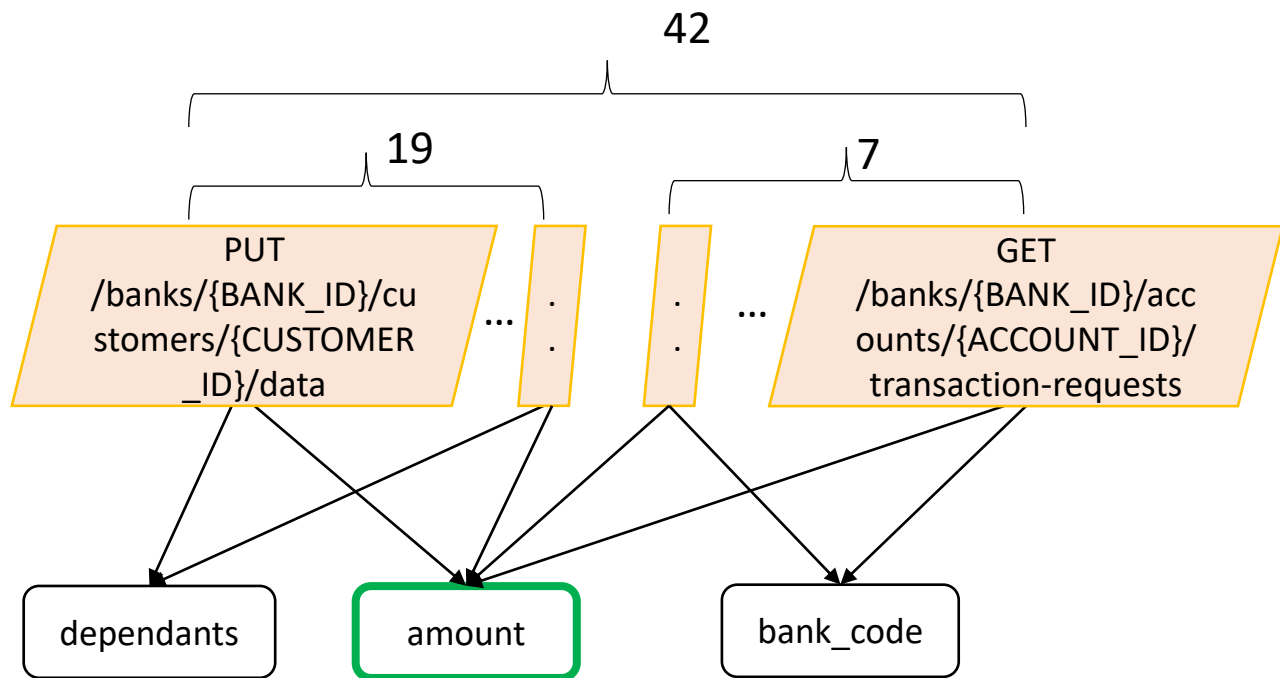 42
19
7
PUT
/banks/{BANK_ID}/cu
stomers/{CUSTOMER
_ID}/data
...
.
.
.
.
...
GET
/banks/{BANK_ID}/acc
ounts/{ACCOUNT_ID}/
transaction-requests
dependants
amount
bank_code